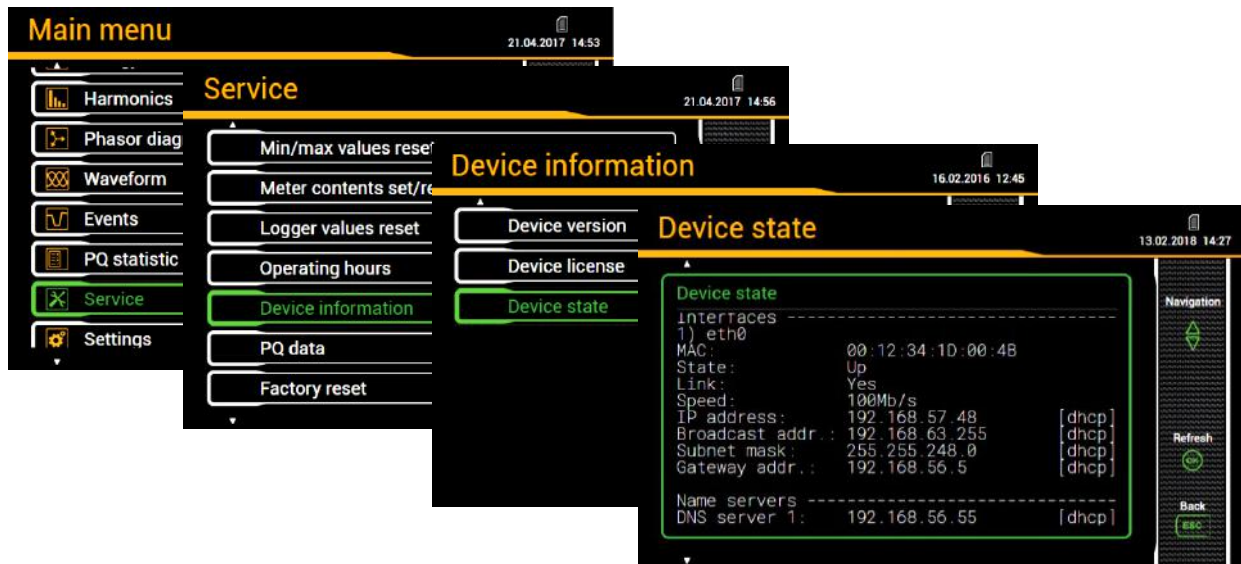 Main menu
21.04.2017 14:53
Harmonics
Phasor diag
Waveform
Events
PQ statistic
Service
Settings
Service
21.04.2017 14:56
Min/max values reset
Meter contents set/re
Logger values reset
Operating hours
Device information
PQ data
Factory reset
Device information
16.02.2016 12:45
Device version
Device license
Device state
Device state
13.02.2018 14:27
Device state
Interfaces ----------------------------
1) eth0
MAC: 00:12:34:1D:00:4B
State: Up
Link: Yes
Speed: 100Mb/s
IP address: 192.168.57.48 [dhcp]
Broadcast addr.: 192.168.63.255 [dhcp]
Subnet mask: 255.255.248.0 [dhcp]
Gateway addr.: 192.168.56.5 [dhcp]
Name servers --------------------------
DNS server 1: 192.168.56.55 [dhcp]
Navigation
Refresh
OK
Back
ESC